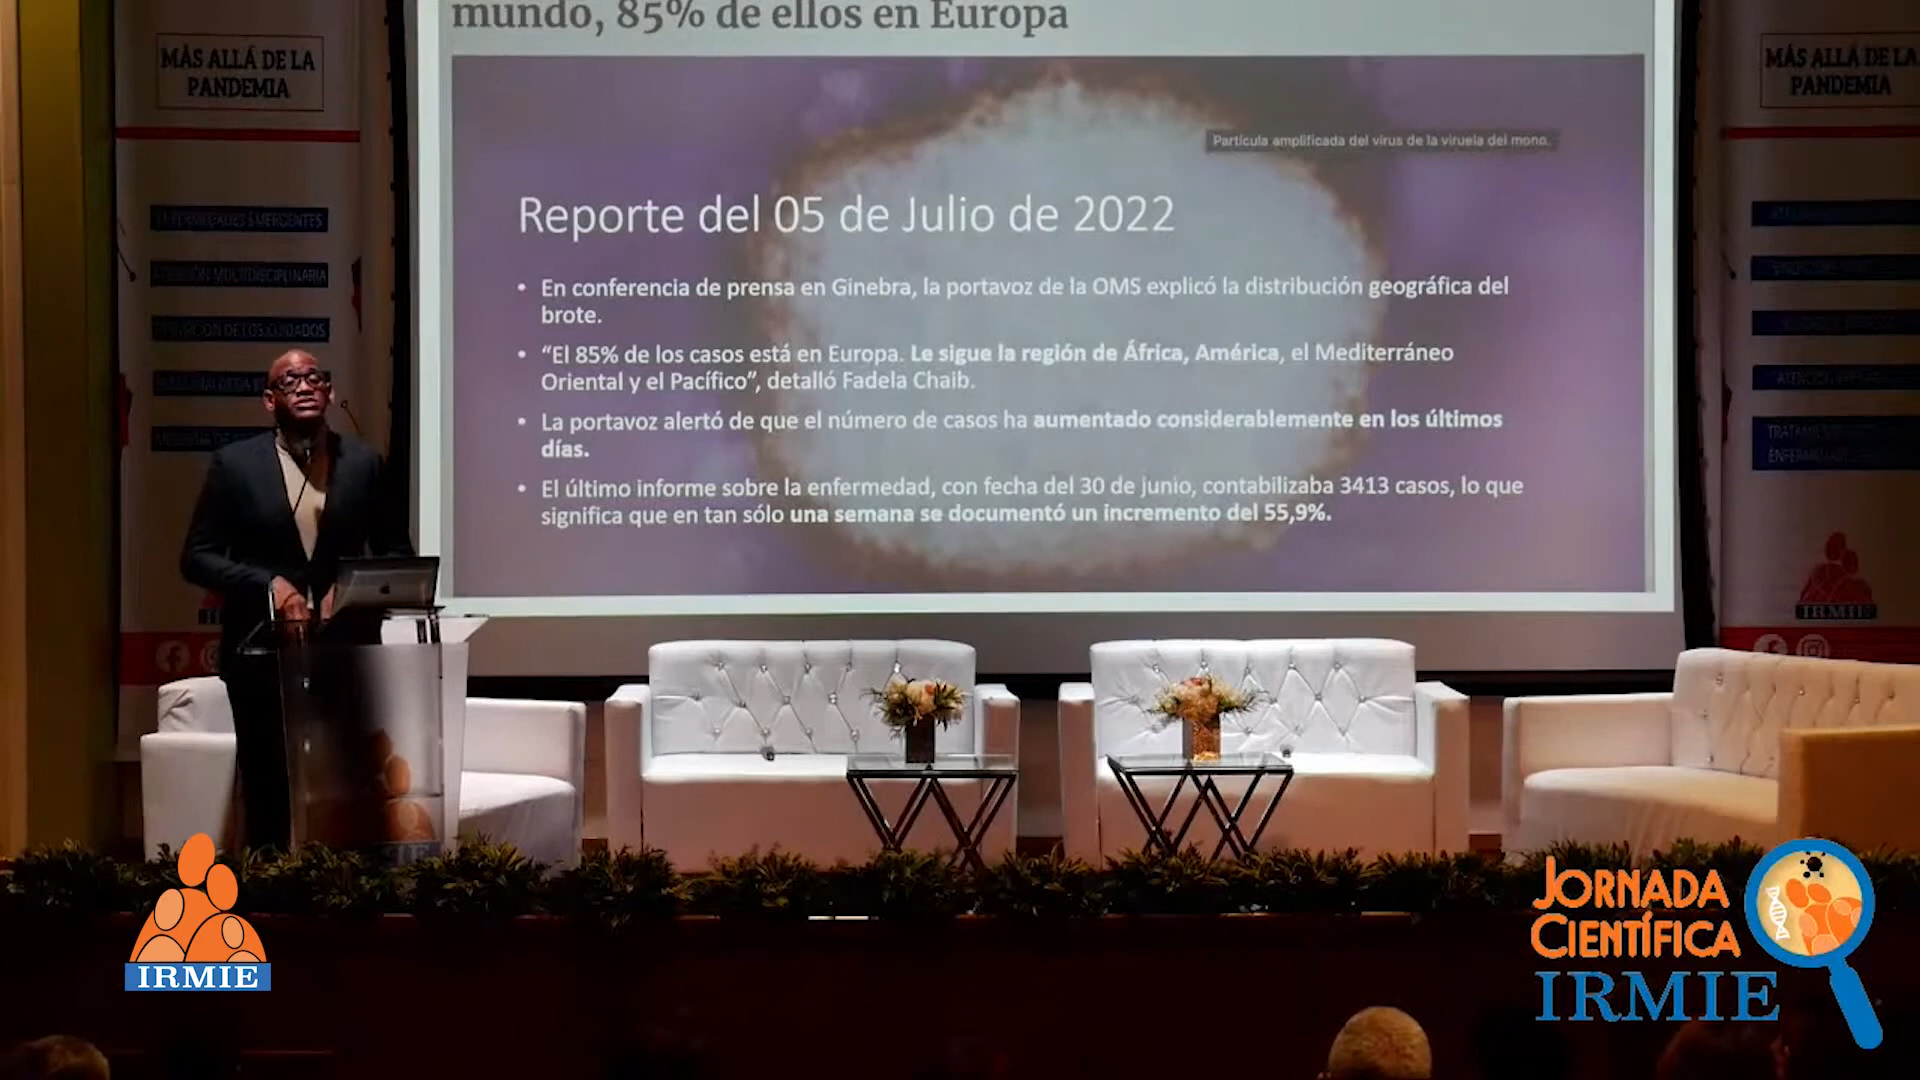 mundo, 85% de ellos en Europa
MÁS ALLÁ DE LA
PANDEMIA
Partícula amplificada del virus de la viruela del mono.
Reporte del 05 de Julio de 2022
• En conferencia de prensa en Ginebra, la portavoz de la OMS explicó la distribución geográfica del
brote.
• “El 85% de los casos está en Europa. Le sigue la región de África, América, el Mediterráneo
Oriental y el Pacífico”, detalló Fadela Chaib.
• La portavoz alertó de que el número de casos ha aumentado considerablemente en los últimos
días.
• El último informe sobre la enfermedad, con fecha del 30 de junio, contabilizaba 3413 casos, lo que
significa que en tan sólo una semana se documentó un incremento del 55,9%.
MÁS ALLÁ DE LA
PANDEMIA
EMERGENTES
ATENCIÓN MULTIDISCIPLINARIA
DE LOS CUIDADOS
IRMIE
IRMIE
JORNADA
CIENTÍFICA
IRMIE